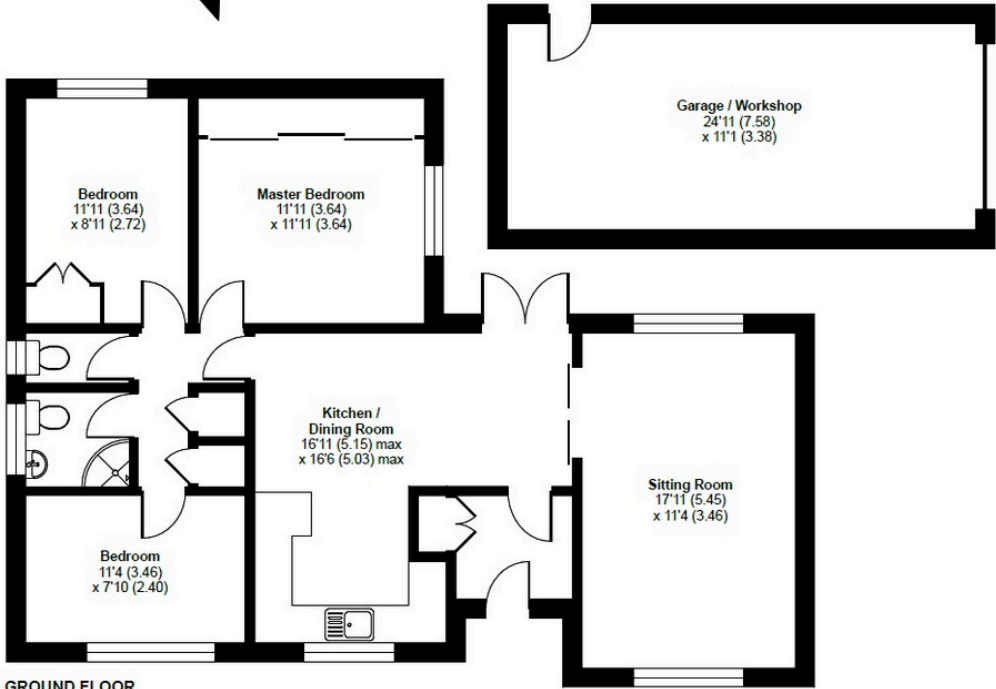 Garage / Workshop
24'11 (7.58)
x 11'1 (3.38)
Bedroom
11'11 (3.64)
x 8'11 (2.72)
Master Bedroom
11'11 (3.64)
x 11'11 (3.64)
Kitchen /
Dining Room
16'11 (5.15) max
x 16'6 (5.03) max
Sitting Room
17'11 (5.45)
x 11'4 (3.46)
Bedroom
11'4 (3.46)
x 7'10 (2.40)
GROUND FLOOR